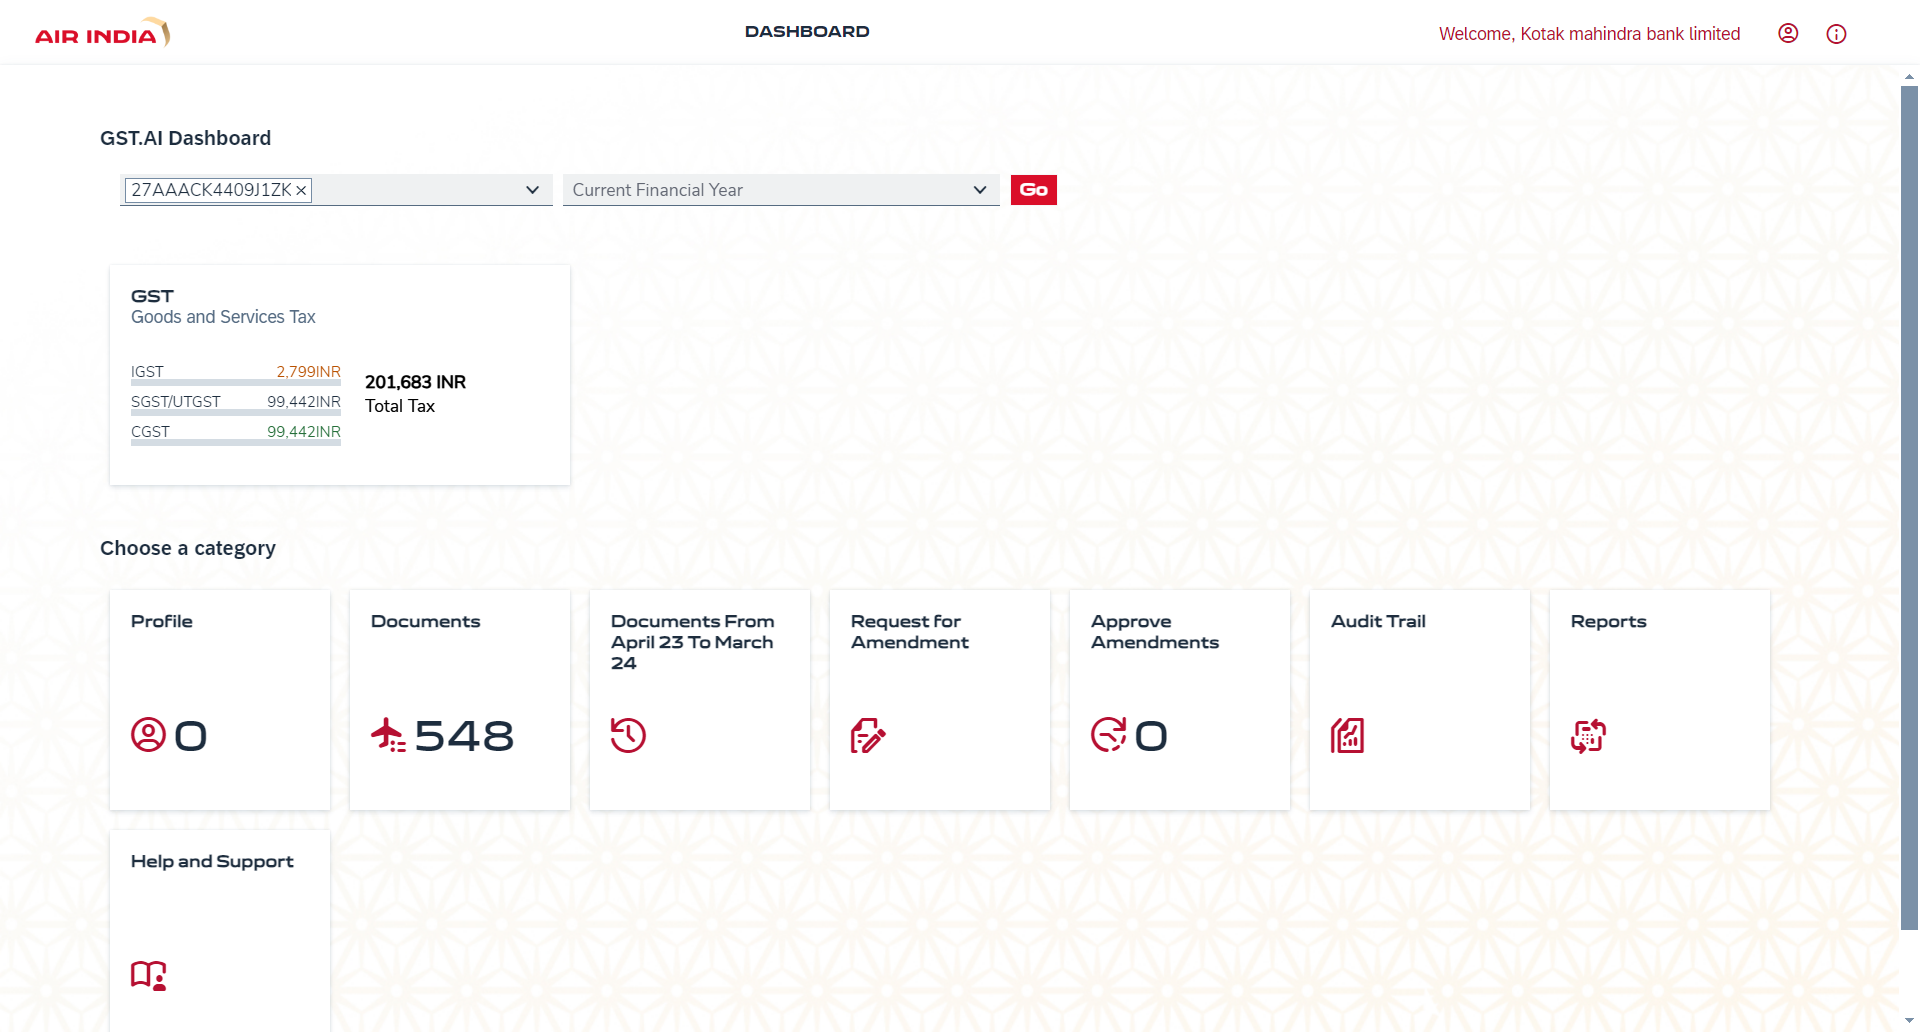 AIR INDIA
DASHBOARD
Welcome, Kotak mahindra bank limited
GST.AI Dashboard
27AAACK4409J1ZK
Current Financial Year
Go
GST
Goods and Services Tax
IGST 2,799INR
SGST/UTGST 99,442INR
CGST 99,442INR
201,683 INR
Total Tax
Choose a category
Profile
0
Documents
548
Documents From
April 23 To March
24
Request for
Amendment
Approve
Amendments
0
Audit Trail
Reports
Help and Support